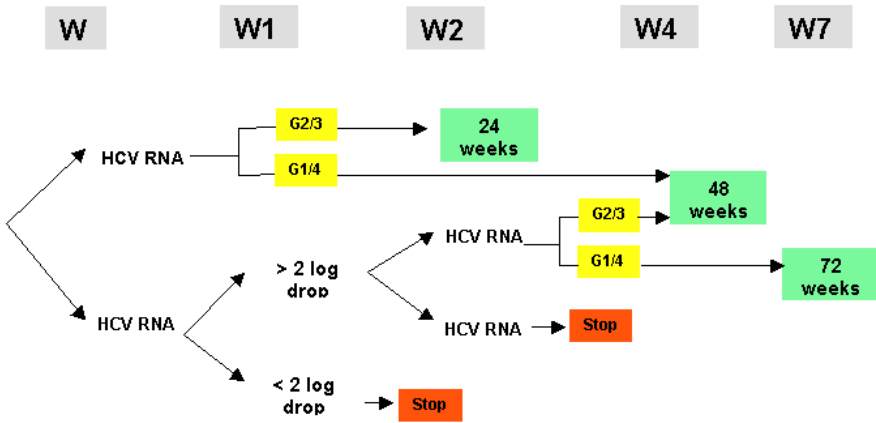 W W1 W2 W4 W7
G2/3
24
weeks
HCV RNA
G1/4
48
weeks
G2/3
HCV RNA
G1/4
72
weeks
> 2 log
drop
HCV RNA
HCV RNA
Stop
< 2 log
drop
Stop